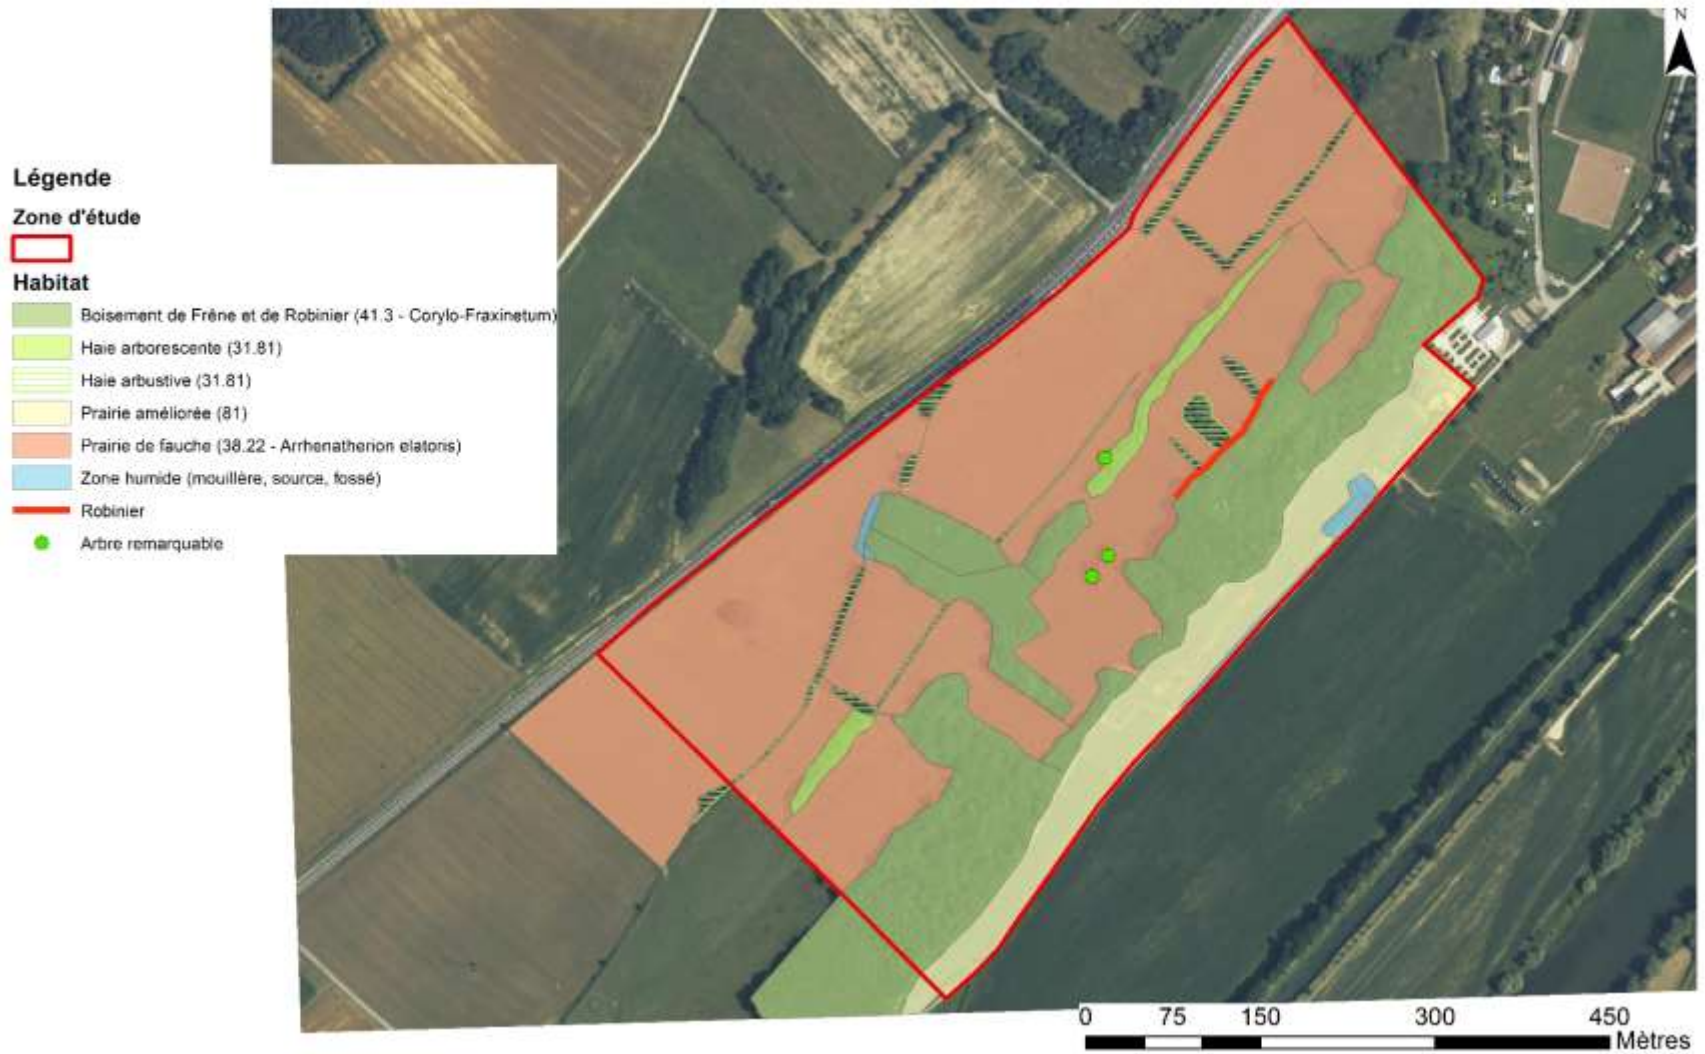 N
Légende
Zone d'étude
Habitat
Boisement de Frêne et de Robinier (41.3 - Corylo-Fraxinetum)
Haie arborescente (31.81)
Haie arbustive (31.81)
Prairie améliorée (81)
Prairie de fauche (38.22 - Arrhenatherion elatoris)
Zone humide (mouillère, source, fossé)
Robinier
Arbre remarquable
0 75 150 300 450
Mètres